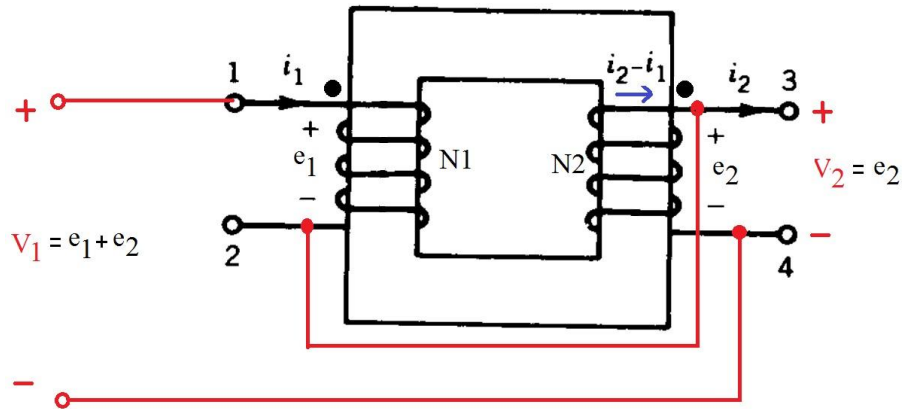 i₁
i₂-i₁
i₂
1
3
+
+
+
+
e₁
N1
N2
e₂
V₂ = e₂
-
-
-
V₁ = e₁ + e₂
2
4
-